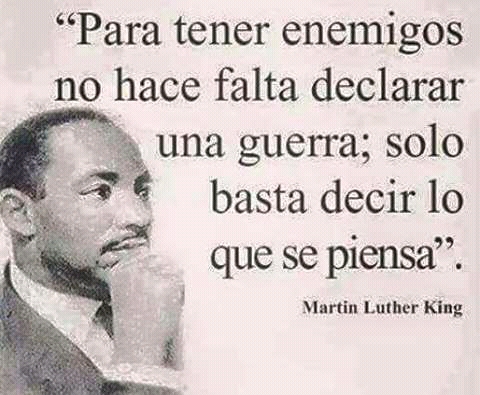 “Para tener enemigos
no hace falta declarar
una guerra; solo
basta decir lo
que se piensa”.
Martin Luther King